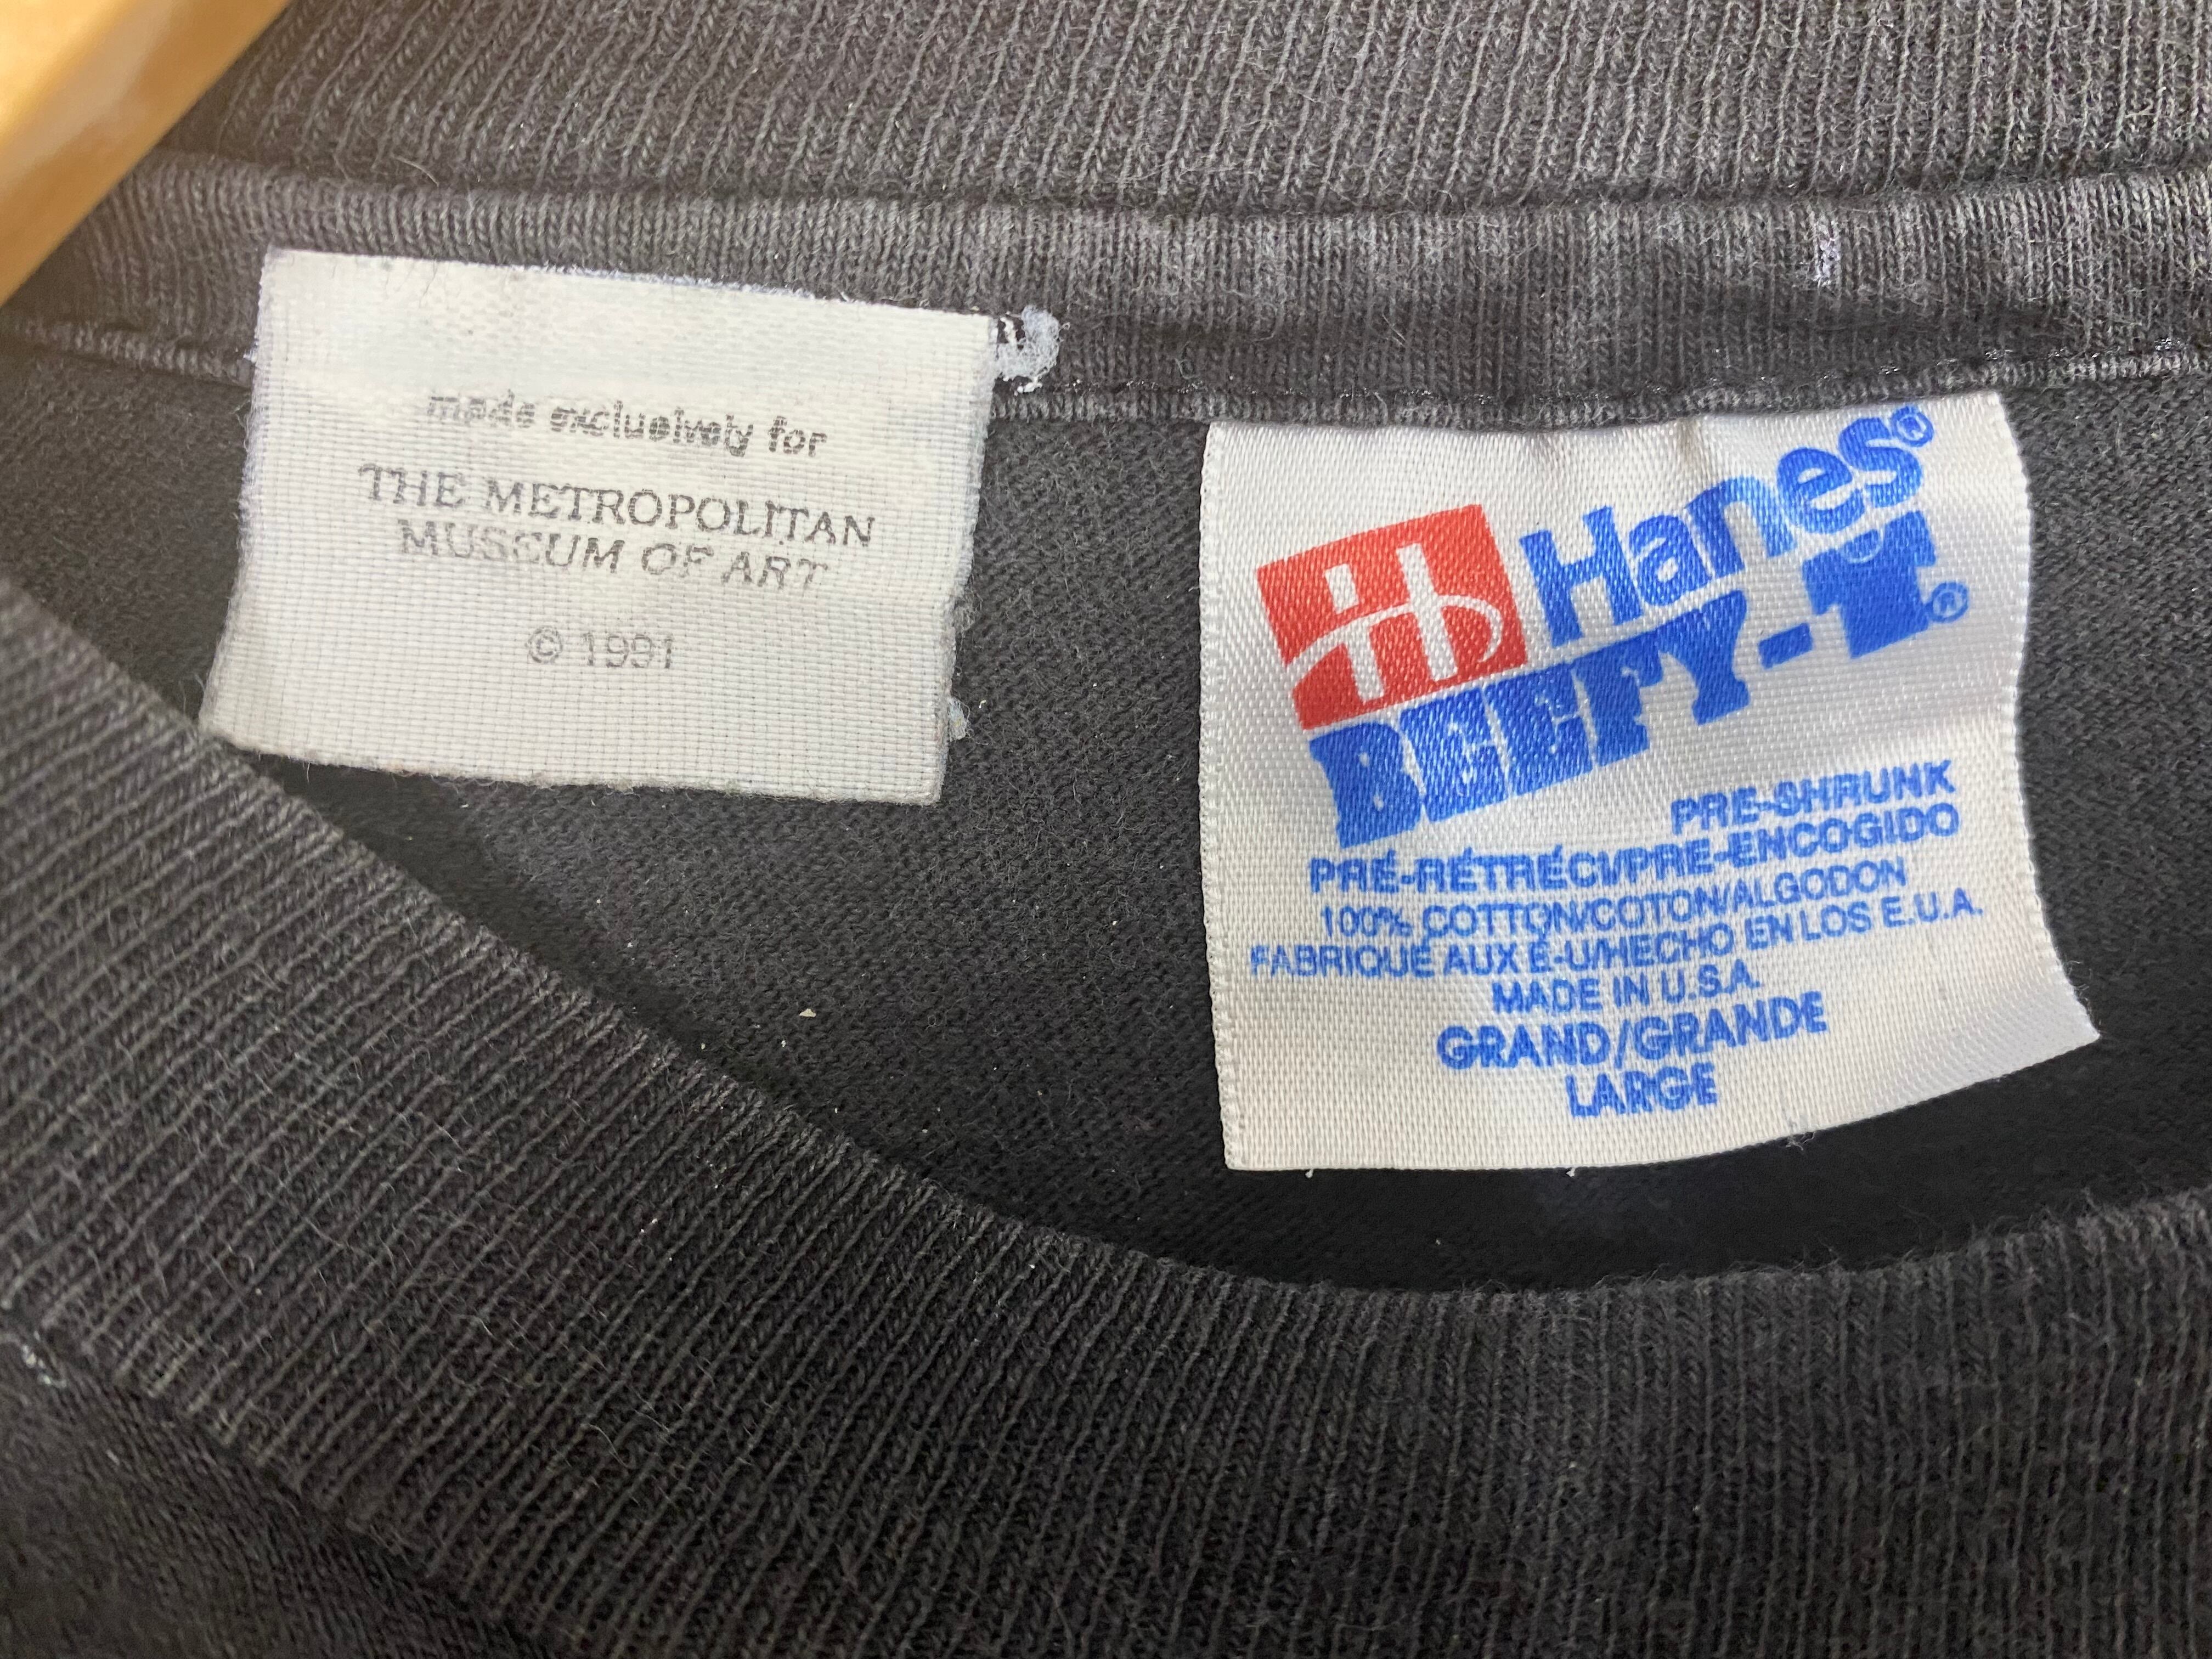 made exclusively for
THE METROPOLITAN
MUSEUM OF ART
© 1991
Hanes®
BEEFY-T®
PRE-SHRUNK
PRÉ-RÉTRÉCI/PRE-ENCOGIDO
100% COTTON/COTON/ALGODON
FABRIQUÉ AUX É-U/HECHO EN LOS E.U.A.
MADE IN U.S.A.
GRAND/GRANDE
LARGE